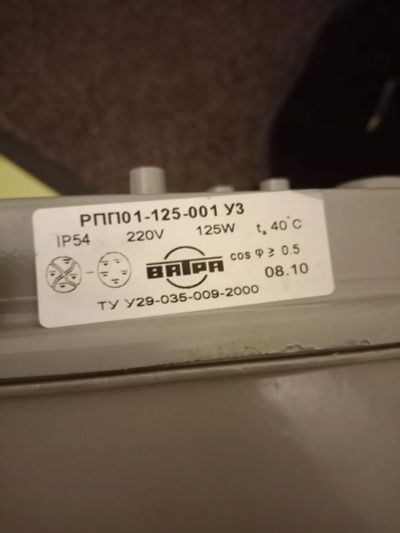 РПП01-125-001 У3
IP54 220V 125W tₐ 40°C
ВАТРА cos φ ≥ 0.5
08.10
ТУ У29-035-009-2000